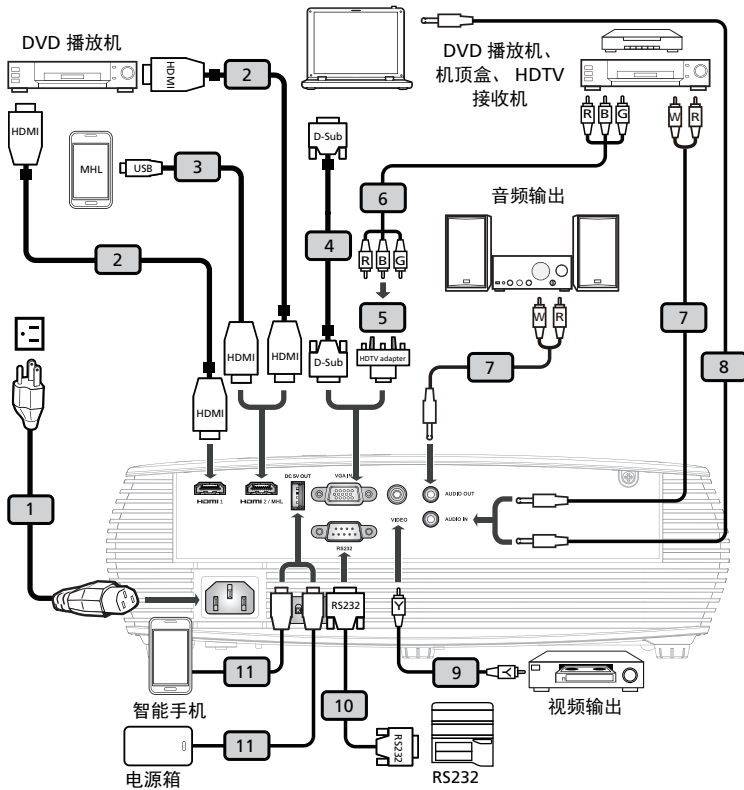 DVD 播放机
HDMI
2
DVD 播放机、
机顶盒、HDTV
接收机
HDMI
D-Sub
R B G
W R
MHL
USB
3
6
音频输出
4
2
R B G
5
7
8
HDMI
HDMI
D-Sub
HDTV adapter
W R
7
HDMI
1
HDMI 1
HDMI 2 / MHL
DC 5V OUT
VGA IN
AUDIO OUT
VIDEO
AUDIO IN
RS232
RS232
Y
11
9
Y
智能手机
10
视频输出
11
RS232
电源箱
RS232